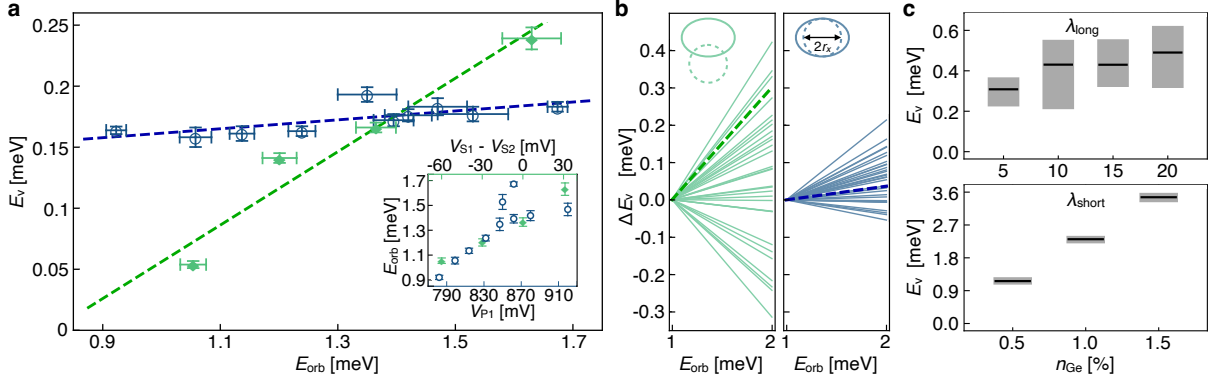 a
E_v [meV]
0.25
0.20
0.15
0.10
0.05
0
0.9 1.1 1.3 1.5 1.7
E_orb [meV]
V_S1 - V_S2 [mV]
-60 -30 0 30
E_orb [meV]
1.7
1.5
1.3
1.1
0.9
790 830 870 910
V_P1 [mV]
b
ΔE_v [meV]
0.4
0.3
0.2
0.1
0.0
-0.1
-0.2
-0.3
1 2
E_orb [meV]
2r_x
1 2
E_orb [meV]
c
λ_long
E_v [meV]
0.6
0.4
0.2
0.0
5 10 15 20
λ_short
E_v [meV]
3.6
2.7
1.8
0.9
0.0
0.5 1.0 1.5
n_Ge [%]